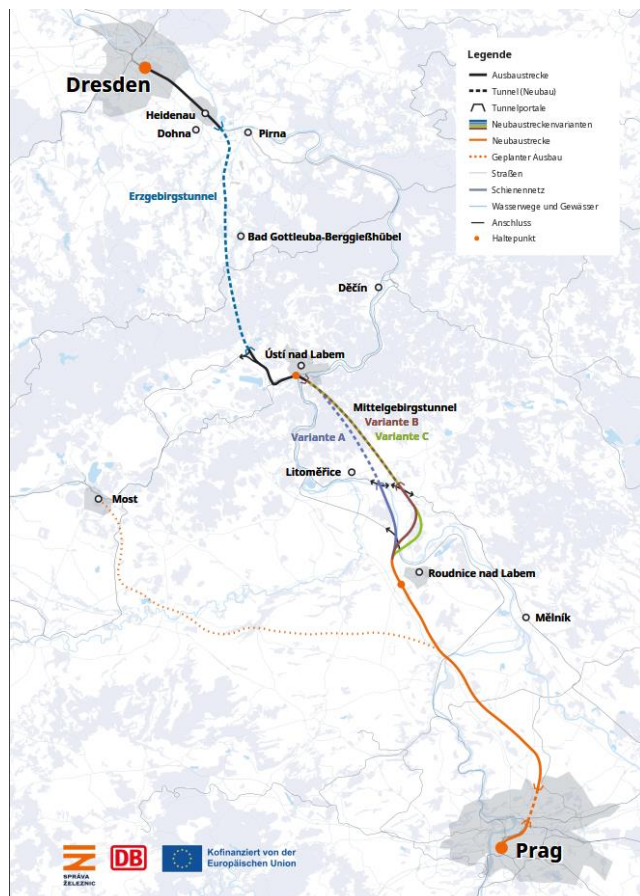 Dresden
Heidenau
Dohna
Pirna
Erzgebirgstunnel
Bad Gottleuba-Berggießhübel
Děčín
Ústí nad Labem
Mittelgebirgstunnel
Variante B
Variante A
Variante C
Litoměřice
Most
Roudnice nad Labem
Mělník
Prag
Legende
Ausbaustrecke
Tunnel (Neubau)
Tunnelportale
Neubaustreckenvarianten
Neubaustrecke
Geplanter Ausbau
Straßen
Schienennetz
Wasserwege und Gewässer
Anschluss
Haltepunkt
SPRÁVA
ŽELEZNIC
DB
Kofinanziert von der
Europäischen Union